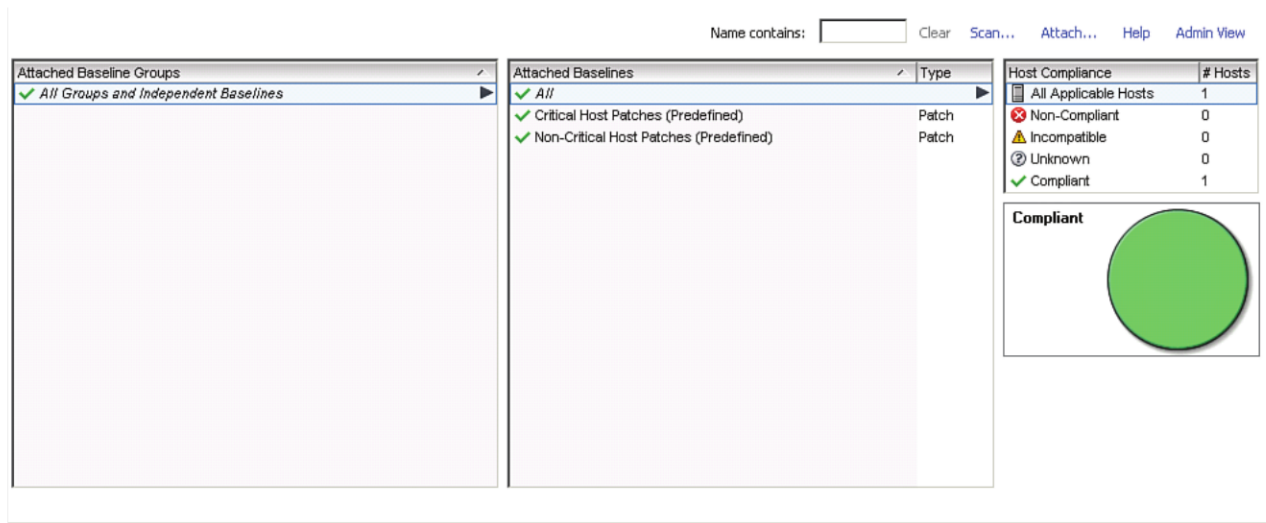 Name contains: Clear Scan... Attach... Help Admin View
Attached Baseline Groups
All Groups and Independent Baselines
Attached Baselines Type
All
Critical Host Patches (Predefined) Patch
Non-Critical Host Patches (Predefined) Patch
Host Compliance # Hosts
All Applicable Hosts 1
Non-Compliant 0
Incompatible 0
Unknown 0
Compliant 1
Compliant